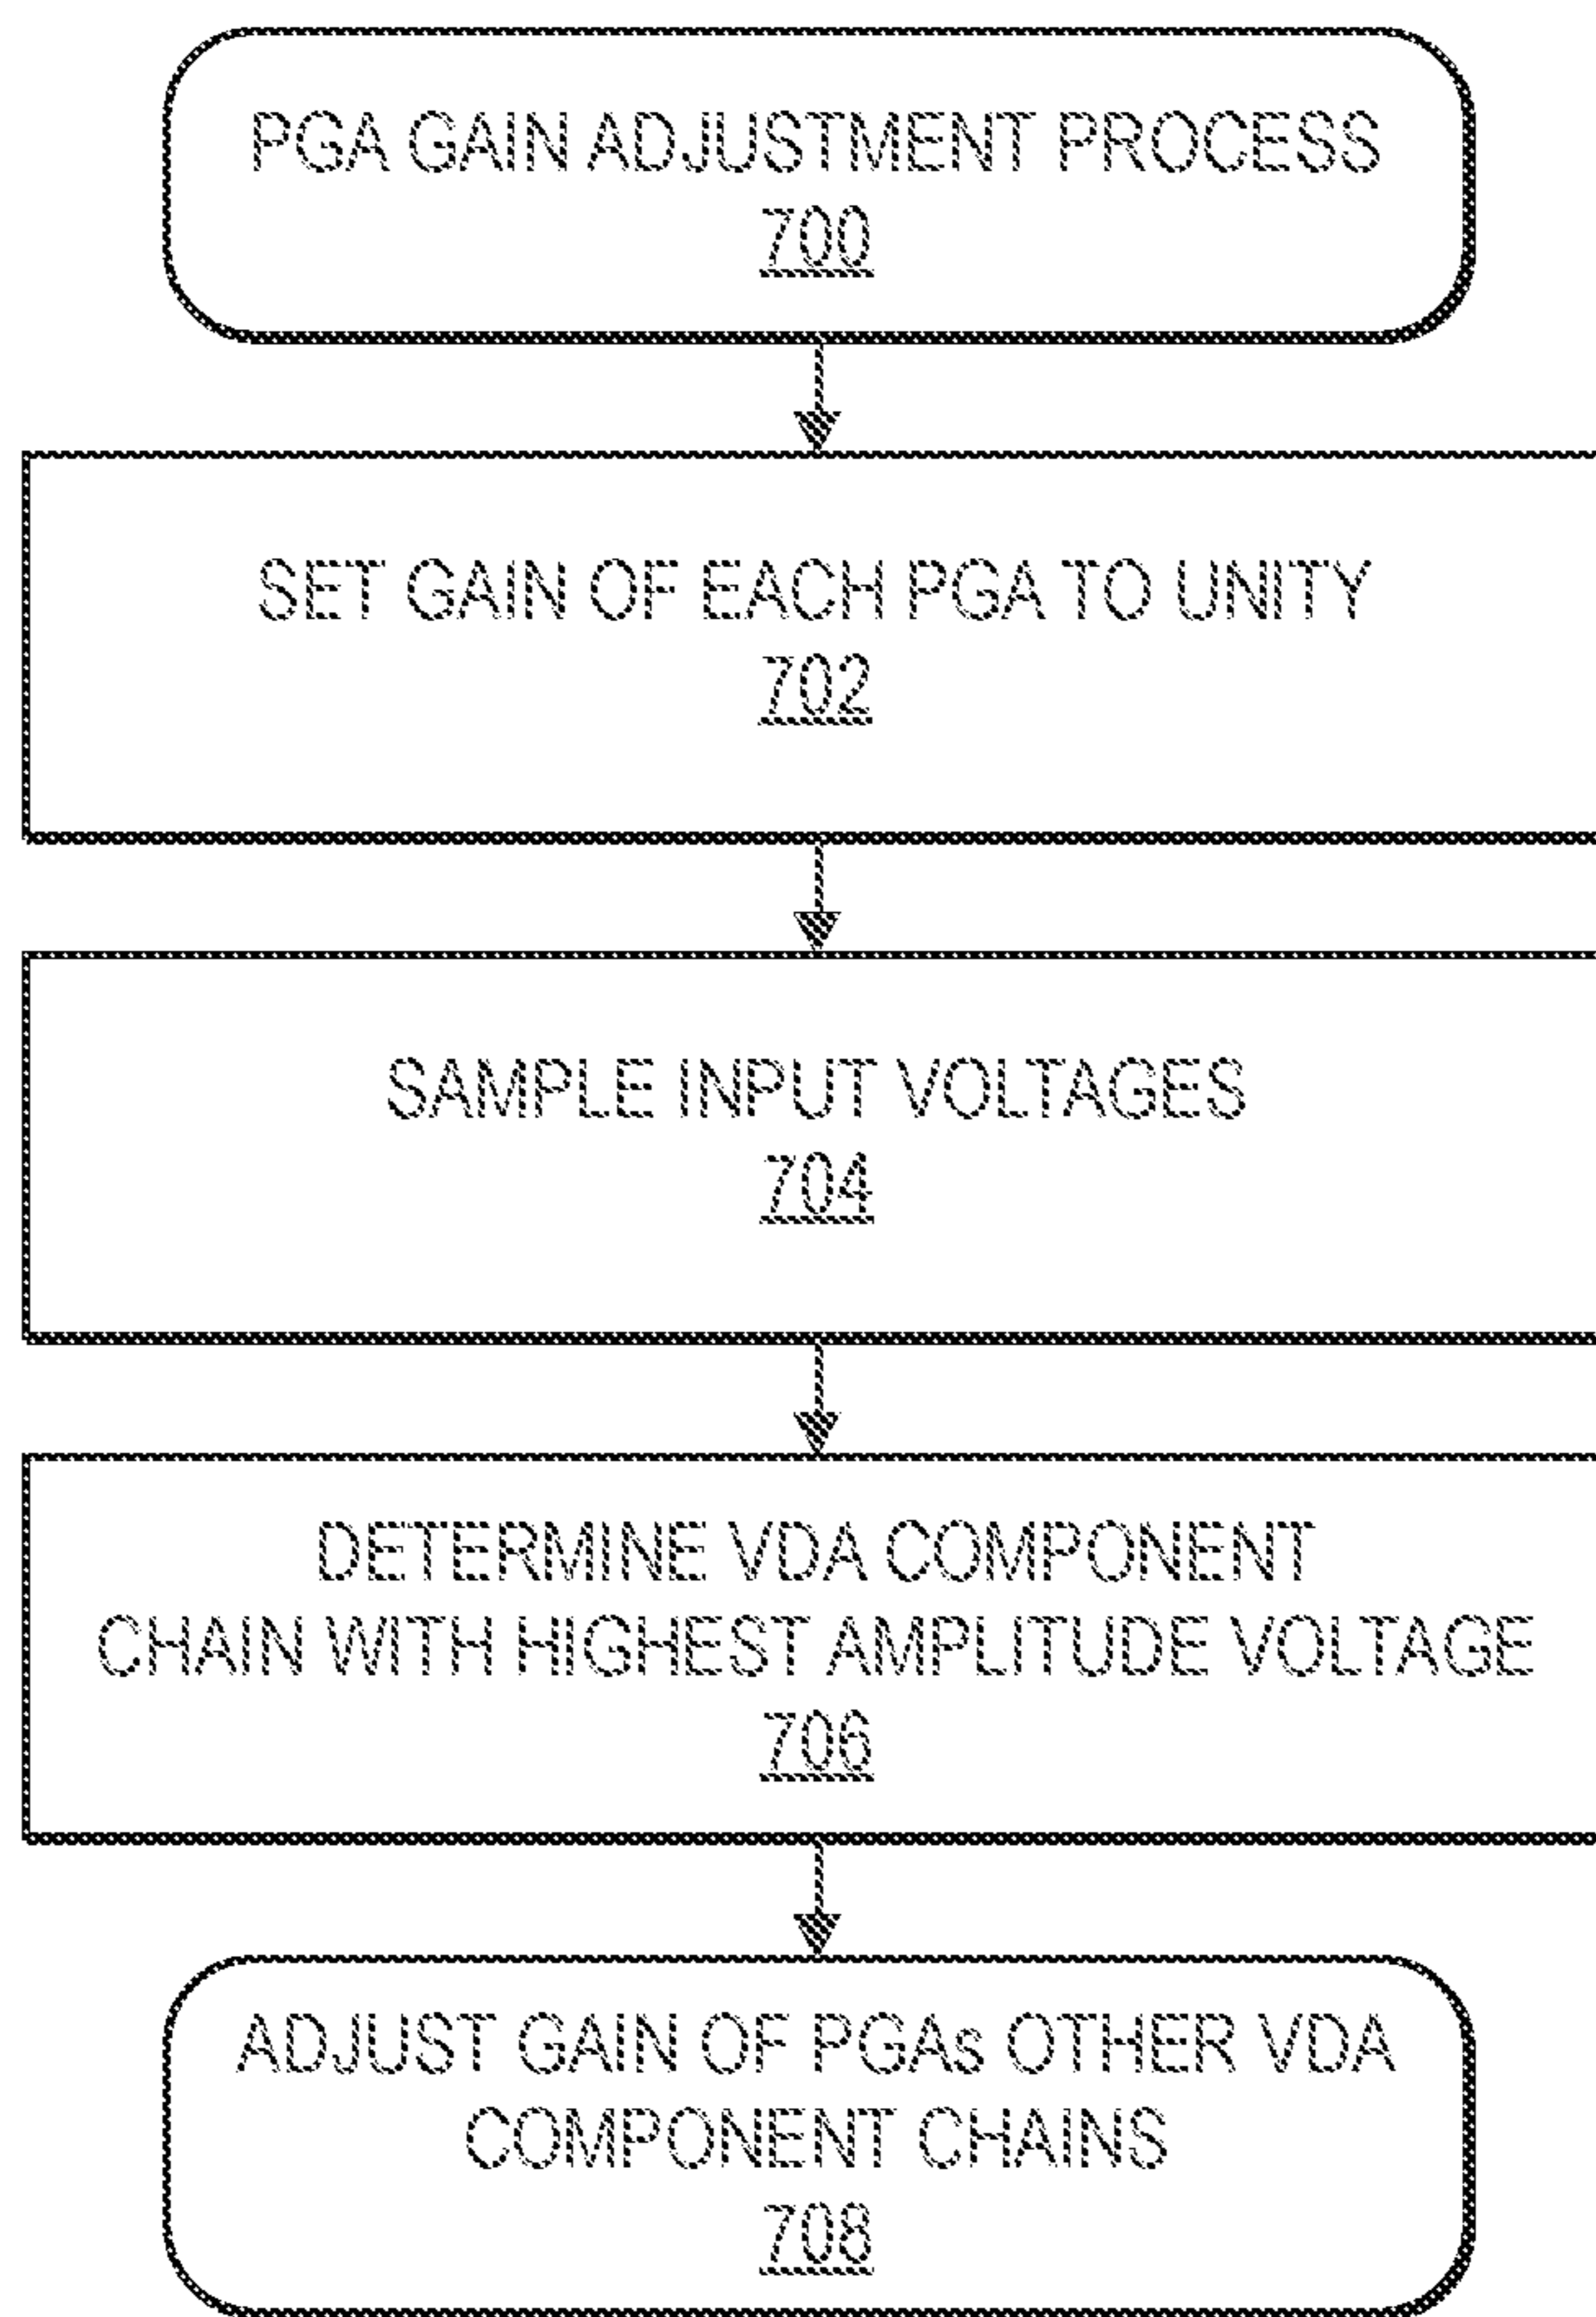 PGA GAIN ADJUSTMENT PROCESS
700
SET GAIN OF EACH PGA TO UNITY
702
SAMPLE INPUT VOLTAGES
704
DETERMINE VDA COMPONENT
CHAIN WITH HIGHEST AMPLITUDE VOLTAGE
706
ADJUST GAIN OF PGAs OTHER VDA
COMPONENT CHAINS
708